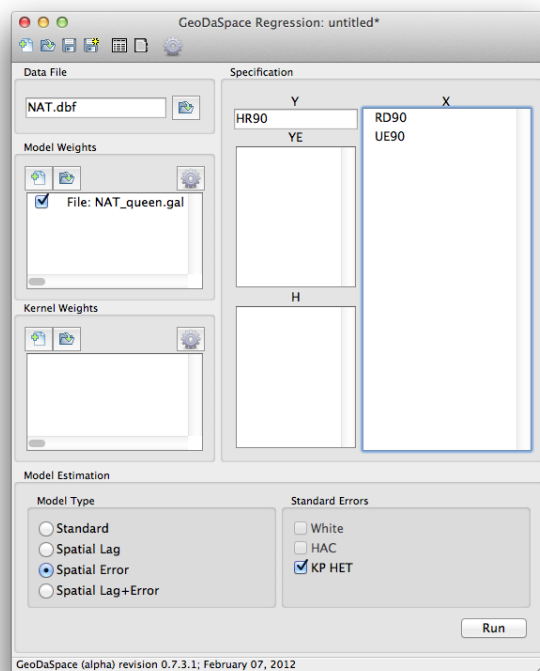 GeoDaSpace Regression: untitled*
Data File
NAT.dbf
Model Weights
File: NAT_queen.gal
Kernel Weights
Specification
Y
HR90
YE
H
X
RD90
UE90
Model Estimation
Model Type
Standard
Spatial Lag
Spatial Error
Spatial Lag+Error
Standard Errors
White
HAC
KP HET
Run
GeoDaSpace (alpha) revision 0.7.3.1; February 07, 2012